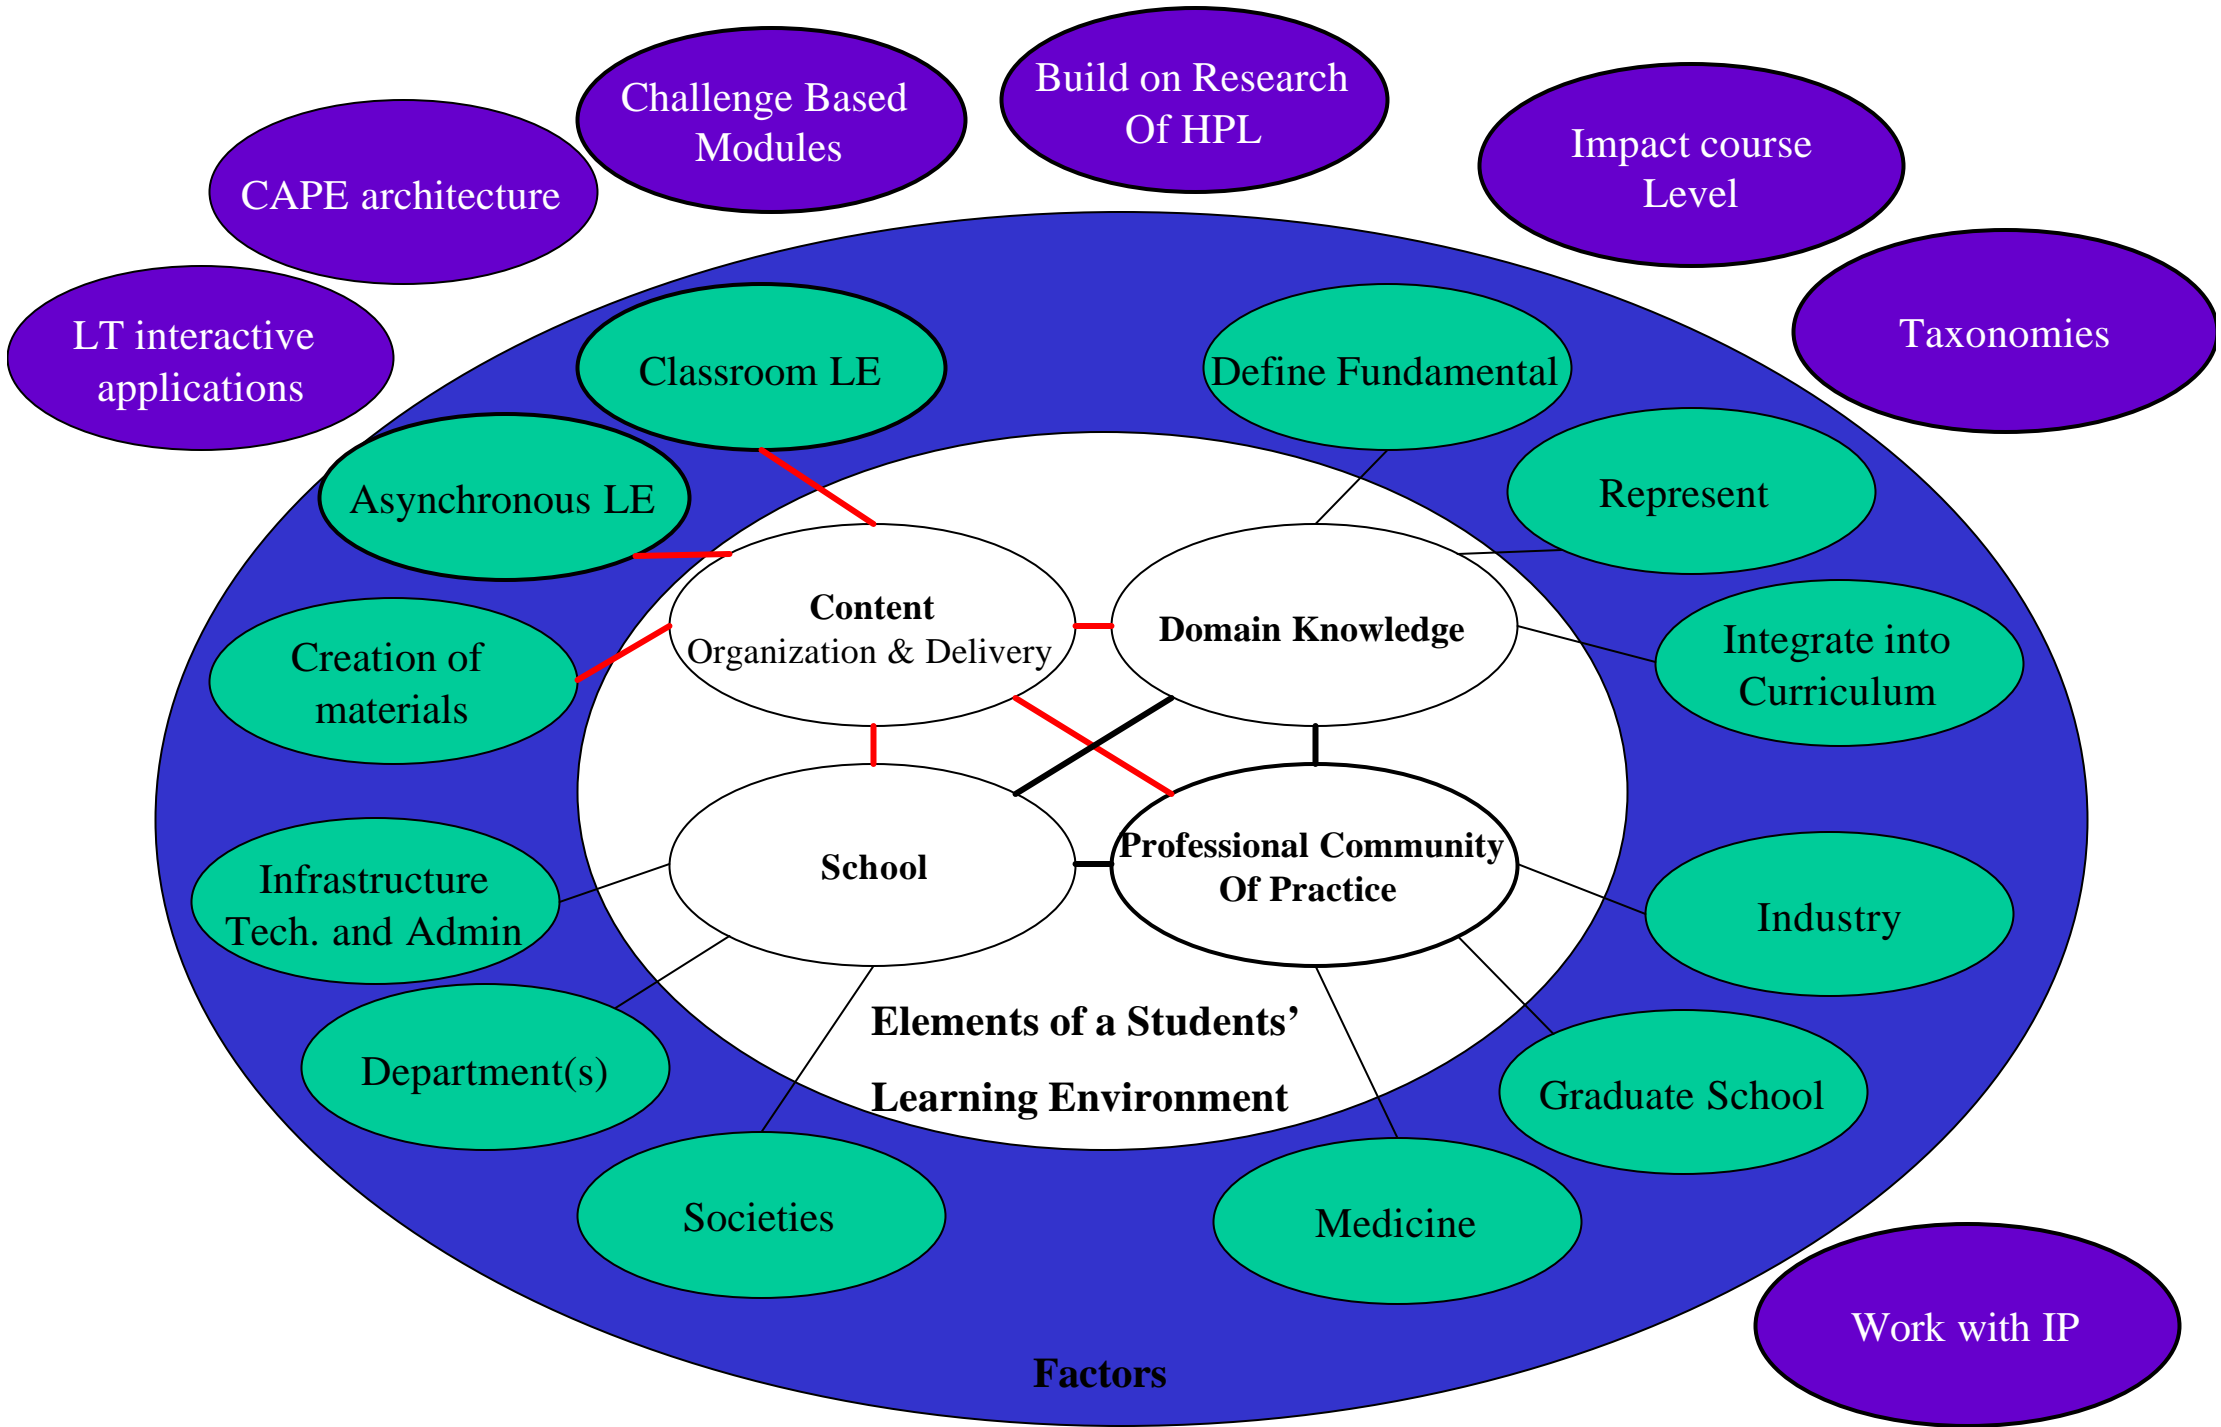 Build on Research
Of HPL
Challenge Based
Modules
Impact course
Level
CAPE architecture
Taxonomies
LT interactive
applications
Classroom LE
Define Fundamental
Asynchronous LE
Represent
Content
Organization & Delivery
Domain Knowledge
Creation of
materials
Integrate into
Curriculum
School
Professional Community
Of Practice
Infrastructure
Tech. and Admin
Industry
Elements of a Students’
Learning Environment
Department(s)
Graduate School
Societies
Medicine
Work with IP
Factors